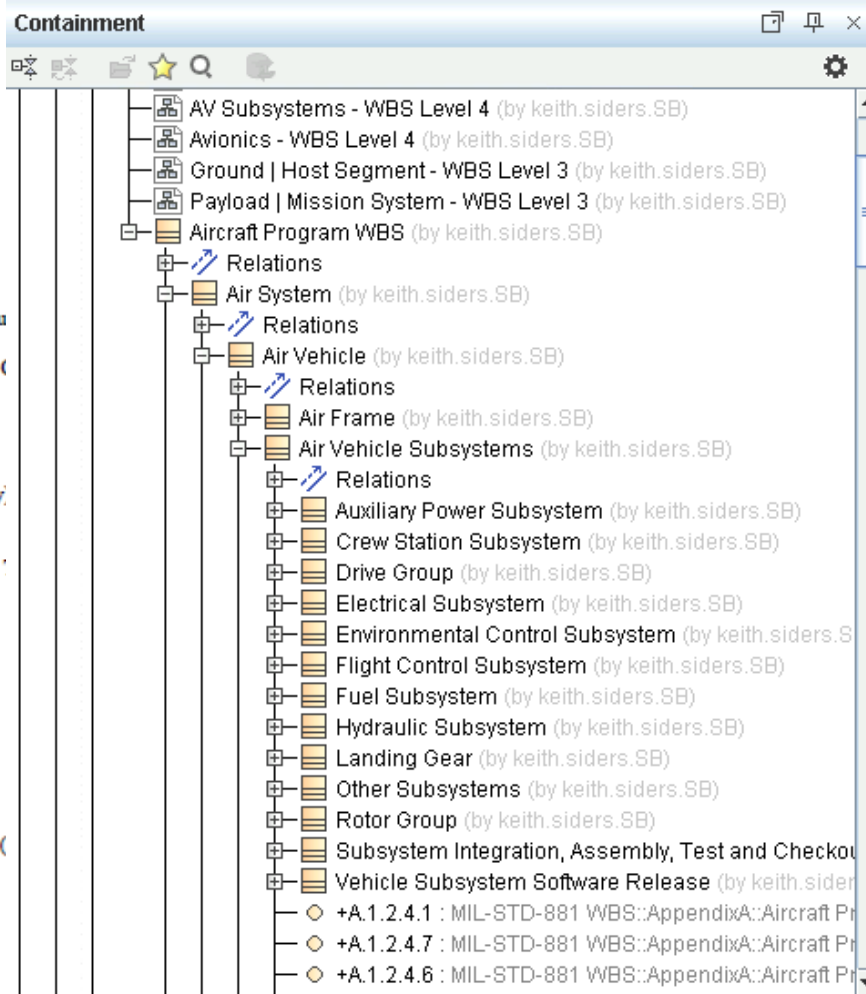 Containment
AV Subsystems - WBS Level 4 (by keith.siders.SB)
Avionics - WBS Level 4 (by keith.siders.SB)
Ground | Host Segment - WBS Level 3 (by keith.siders.SB)
Payload | Mission System - WBS Level 3 (by keith.siders.SB)
Aircraft Program WBS (by keith.siders.SB)
Relations
Air System (by keith.siders.SB)
Relations
Air Vehicle (by keith.siders.SB)
Relations
Air Frame (by keith.siders.SB)
Air Vehicle Subsystems (by keith.siders.SB)
Relations
Auxiliary Power Subsystem (by keith.siders.SB)
Crew Station Subsystem (by keith.siders.SB)
Drive Group (by keith.siders.SB)
Electrical Subsystem (by keith.siders.SB)
Environmental Control Subsystem (by keith.siders.S
Flight Control Subsystem (by keith.siders.SB)
Fuel Subsystem (by keith.siders.SB)
Hydraulic Subsystem (by keith.siders.SB)
Landing Gear (by keith.siders.SB)
Other Subsystems (by keith.siders.SB)
Rotor Group (by keith.siders.SB)
Subsystem Integration, Assembly, Test and Checkou
Vehicle Subsystem Software Release (by keith.sider
+A.1.2.4.1 : MIL-STD-881 WBS::AppendixA::Aircraft Pr
+A.1.2.4.7 : MIL-STD-881 WBS::AppendixA::Aircraft Pr
+A.1.2.4.6 : MIL-STD-881 WBS::AppendixA::Aircraft Pr